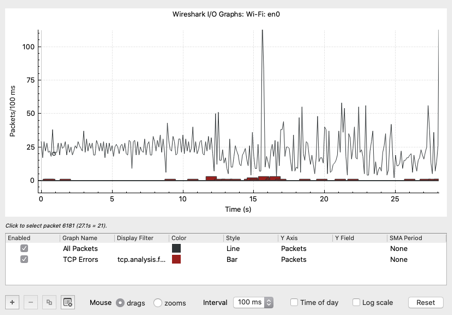 Wireshark I/O Graphs: Wi-Fi: en0
100
75
50
25
0
Packets/100 ms
0 5 10 15 20 25
Time (s)
Click to select packet 6181 (27.1s = 21).
Enabled Graph Name Display Filter Color Style Y Axis Y Field SMA Period
All Packets Line Packets None
TCP Errors tcp.analysis.f... Bar Packets None
+ − Mouse drags zooms Interval 100 ms Time of day Log scale Reset